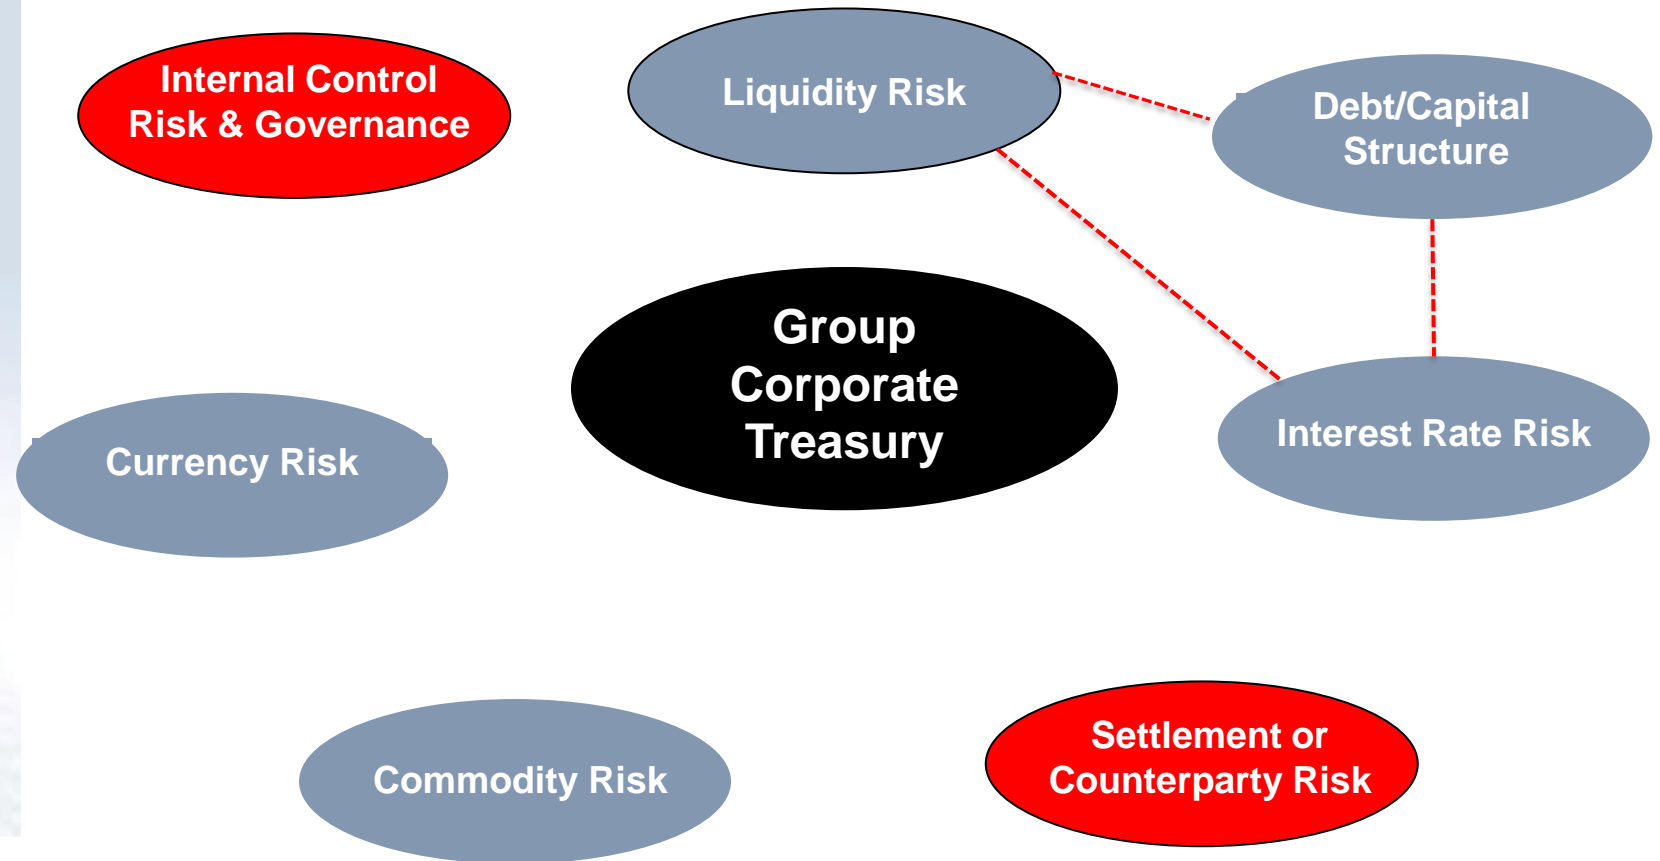 Internal Control
Risk & Governance
Liquidity Risk
Debt/Capital
Structure
Group
Corporate
Treasury
Currency Risk
Interest Rate Risk
Commodity Risk
Settlement or
Counterparty Risk